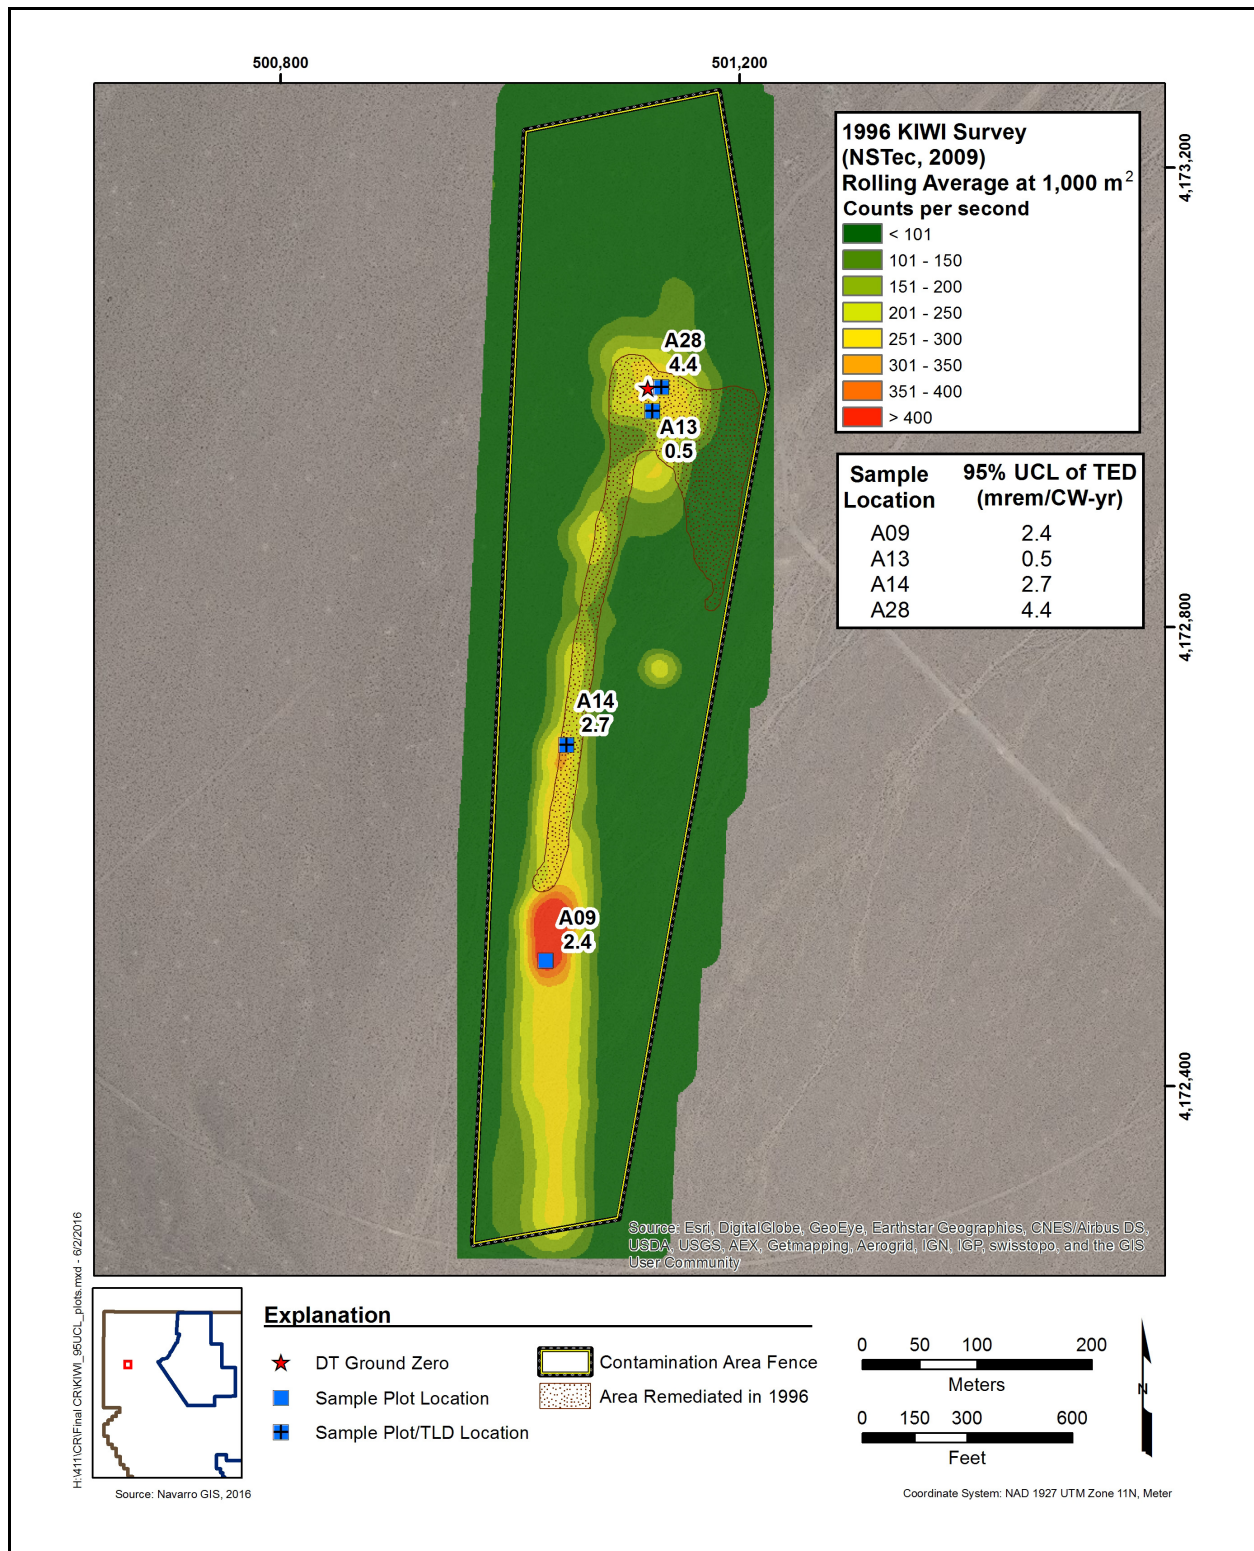 500,800
501,200
4,173,200
4,172,800
4,172,400
1996 KIWI Survey
(NSTec, 2009)
Rolling Average at 1,000 m²
Counts per second
< 101
101 - 150
151 - 200
201 - 250
251 - 300
301 - 350
351 - 400
> 400
Sample Location
95% UCL of TED (mrem/CW-yr)
A09 2.4
A13 0.5
A14 2.7
A28 4.4
A28
4.4
A13
0.5
A14
2.7
A09
2.4
Source: Esri, DigitalGlobe, GeoEye, Earthstar Geographics, CNES/Airbus DS,
USDA, USGS, AEX, Getmapping, Aerogrid, IGN, IGP, swisstopo, and the GIS
User Community
H:\411\CR\Final CR\KIWI_95UCL_plots.mxd - 6/2/2016
Explanation
DT Ground Zero
Sample Plot Location
Sample Plot/TLD Location
Contamination Area Fence
Area Remediated in 1996
0 50 100 200
Meters
0 150 300 600
Feet
N
Source: Navarro GIS, 2016
Coordinate System: NAD 1927 UTM Zone 11N, Meter